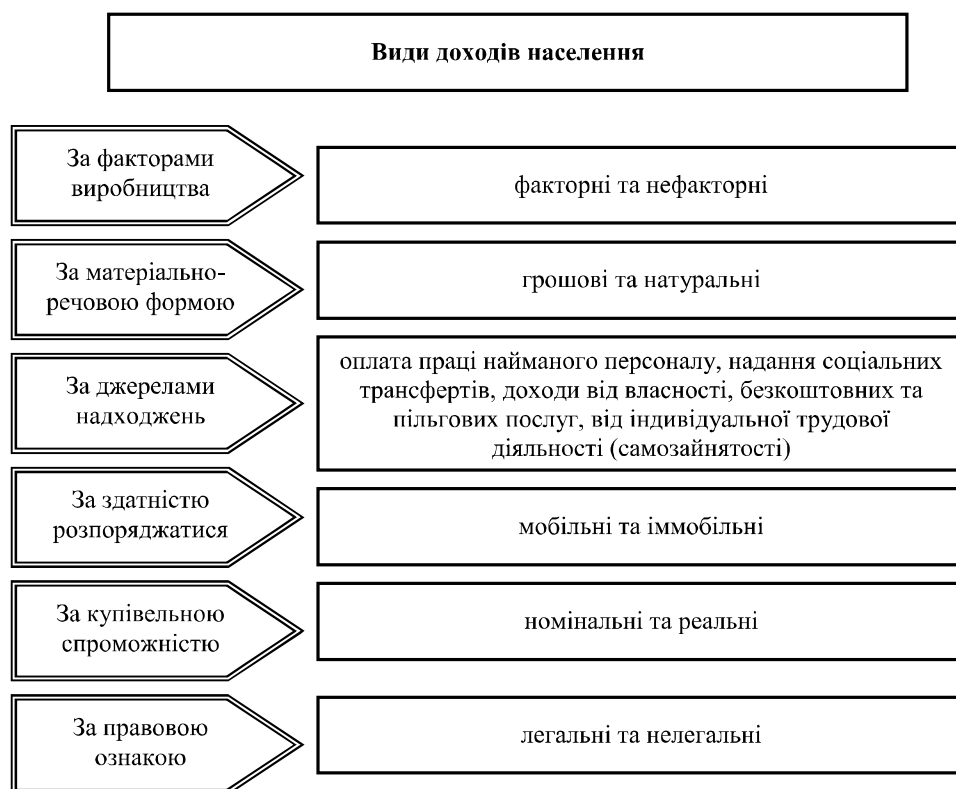 Види доходів населення
За факторами
виробництва
факторні та нефакторні
За матеріально-
речовою формою
грошові та натуральні
За джерелами
надходжень
оплата праці найманого персоналу, надання соціальних
трансфертів, доходи від власності, безкоштовних та
пільгових послуг, від індивідуальної трудової
діяльності (самозайнятості)
За здатністю
розпоряджатися
мобільні та іммобільні
За купівельною
спроможністю
номінальні та реальні
За правовою
ознакою
легальні та нелегальні